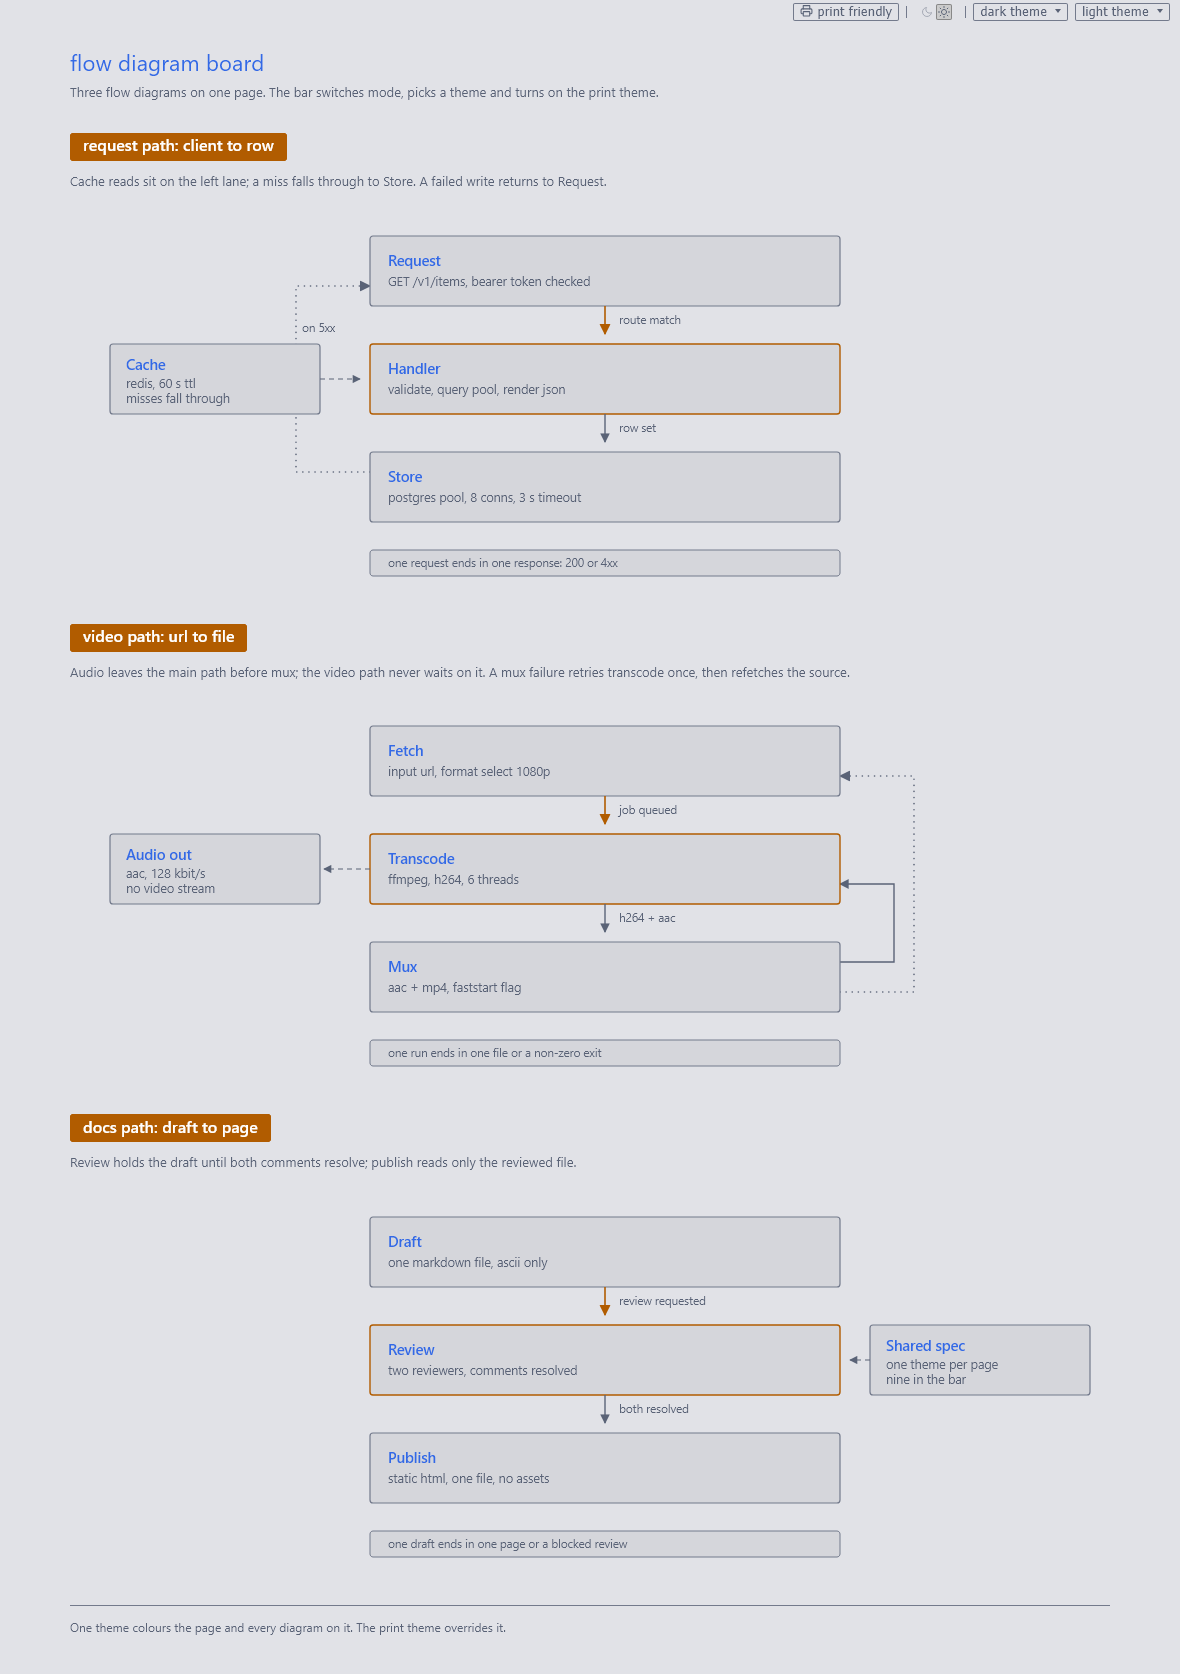 print friendly | | dark theme light theme
flow diagram board
Three flow diagrams on one page. The bar switches mode, picks a theme and turns on the print theme.
request path: client to row
Cache reads sit on the left lane; a miss falls through to Store. A failed write returns to Request.
Request
GET /v1/items, bearer token checked
route match
on 5xx
Cache
redis, 60 s ttl
misses fall through
Handler
validate, query pool, render json
row set
Store
postgres pool, 8 conns, 3 s timeout
one request ends in one response: 200 or 4xx
video path: url to file
Audio leaves the main path before mux; the video path never waits on it. A mux failure retries transcode once, then refetches the source.
Fetch
input url, format select 1080p
job queued
Audio out
aac, 128 kbit/s
no video stream
Transcode
ffmpeg, h264, 6 threads
h264 + aac
Mux
aac + mp4, faststart flag
one run ends in one file or a non-zero exit
docs path: draft to page
Review holds the draft until both comments resolve; publish reads only the reviewed file.
Draft
one markdown file, ascii only
review requested
Review
two reviewers, comments resolved
Shared spec
one theme per page
nine in the bar
both resolved
Publish
static html, one file, no assets
one draft ends in one page or a blocked review
One theme colours the page and every diagram on it. The print theme overrides it.